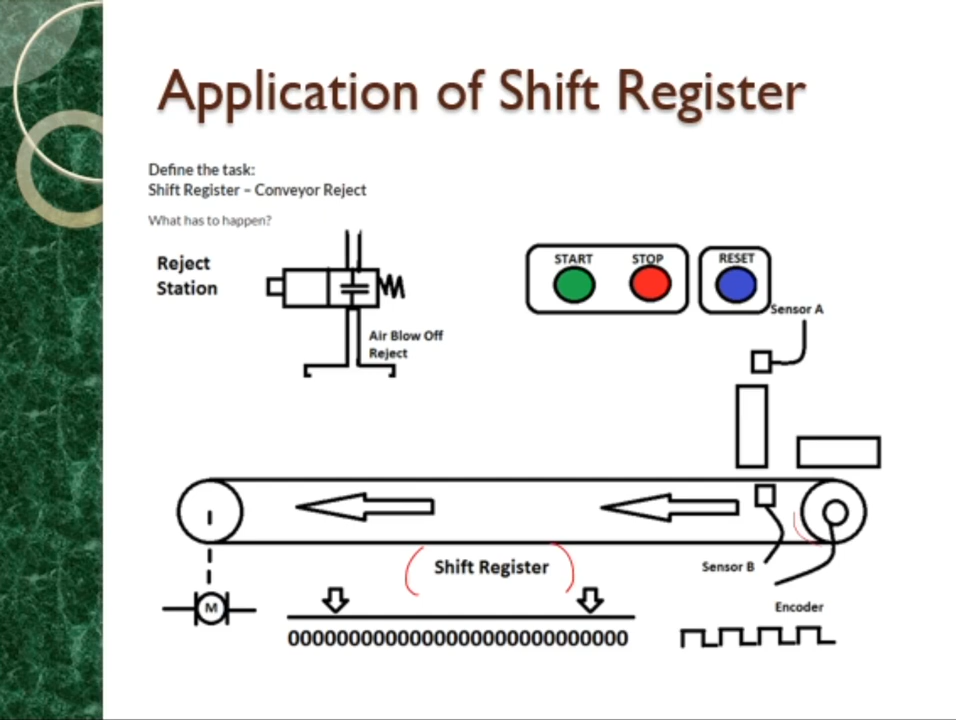 Application of Shift Register
Define the task:
Shift Register – Conveyor Reject
What has to happen?
Reject
Station
Air Blow Off
Reject
START
STOP
RESET
Sensor A
Shift Register
Sensor B
M
Encoder
00000000000000000000000000000